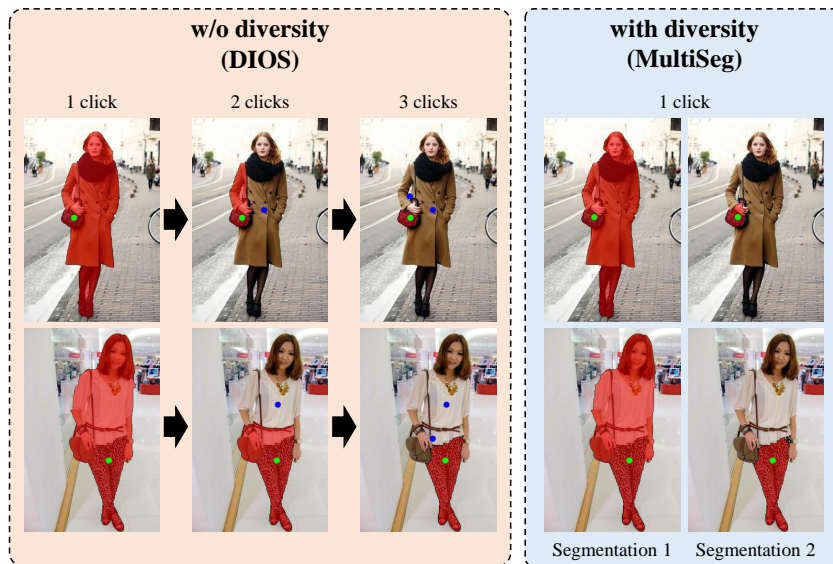 w/o diversity
(DIOS)
1 click
2 clicks
3 clicks
with diversity
(MultiSeg)
1 click
Segmentation 1
Segmentation 2